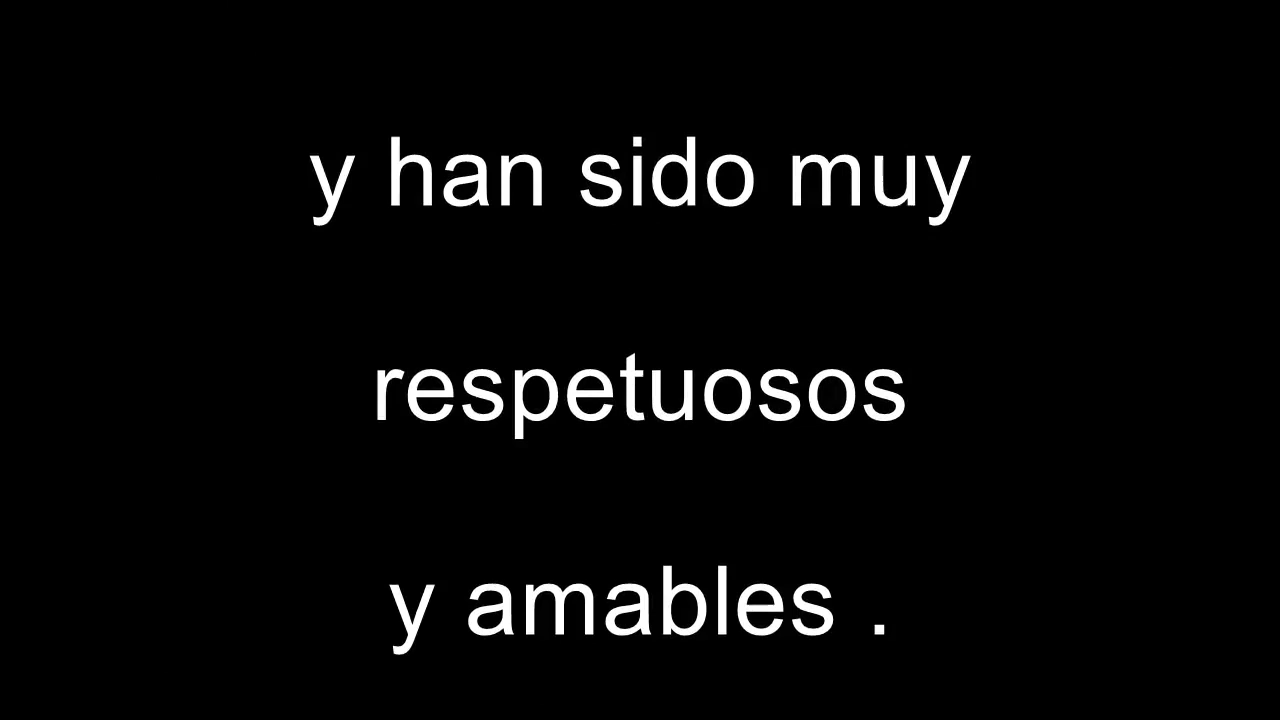 y han sido muy
respetuosos
y amables .